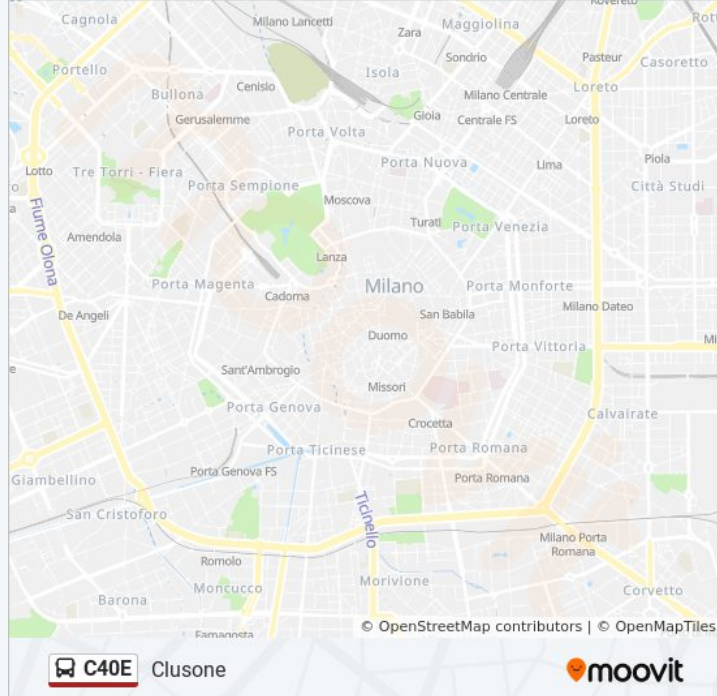 Cagnola
Milano Lancetti
Zara
Maggiolina
Rovereto
Sondrio
Pasteur
Casoretto
Portello
Isola
Cenisio
Bullona
Milano Centrale
Loreto
Gerusalemme
Gioia
Centrale FS
Loreto
Porta Volta
Lotto
Tre Torri - Fiera
Porta Nuova
Lima
Piola
Porta Sempione
Città Studi
Moscova
Fiume Olona
Amendola
Turati
Porta Venezia
Lanza
Porta Magenta
Cadorna
Milano
Porta Monforte
De Angeli
San Babila
Milano Dateo
Duomo
Porta Vittoria
Sant'Ambrogio
Missori
Porta Genova
Crocetta
Calvairate
Porta Ticinese
Porta Romana
Giambellino
Porta Genova FS
Porta Romana
San Cristoforo
Ticinello
Milano Porta
Romana
Romolo
Moncucco
Morivione
Corvetto
Barona
Famagosta
© OpenStreetMap contributors | © OpenMapTiles
C40E Clusone
moovit